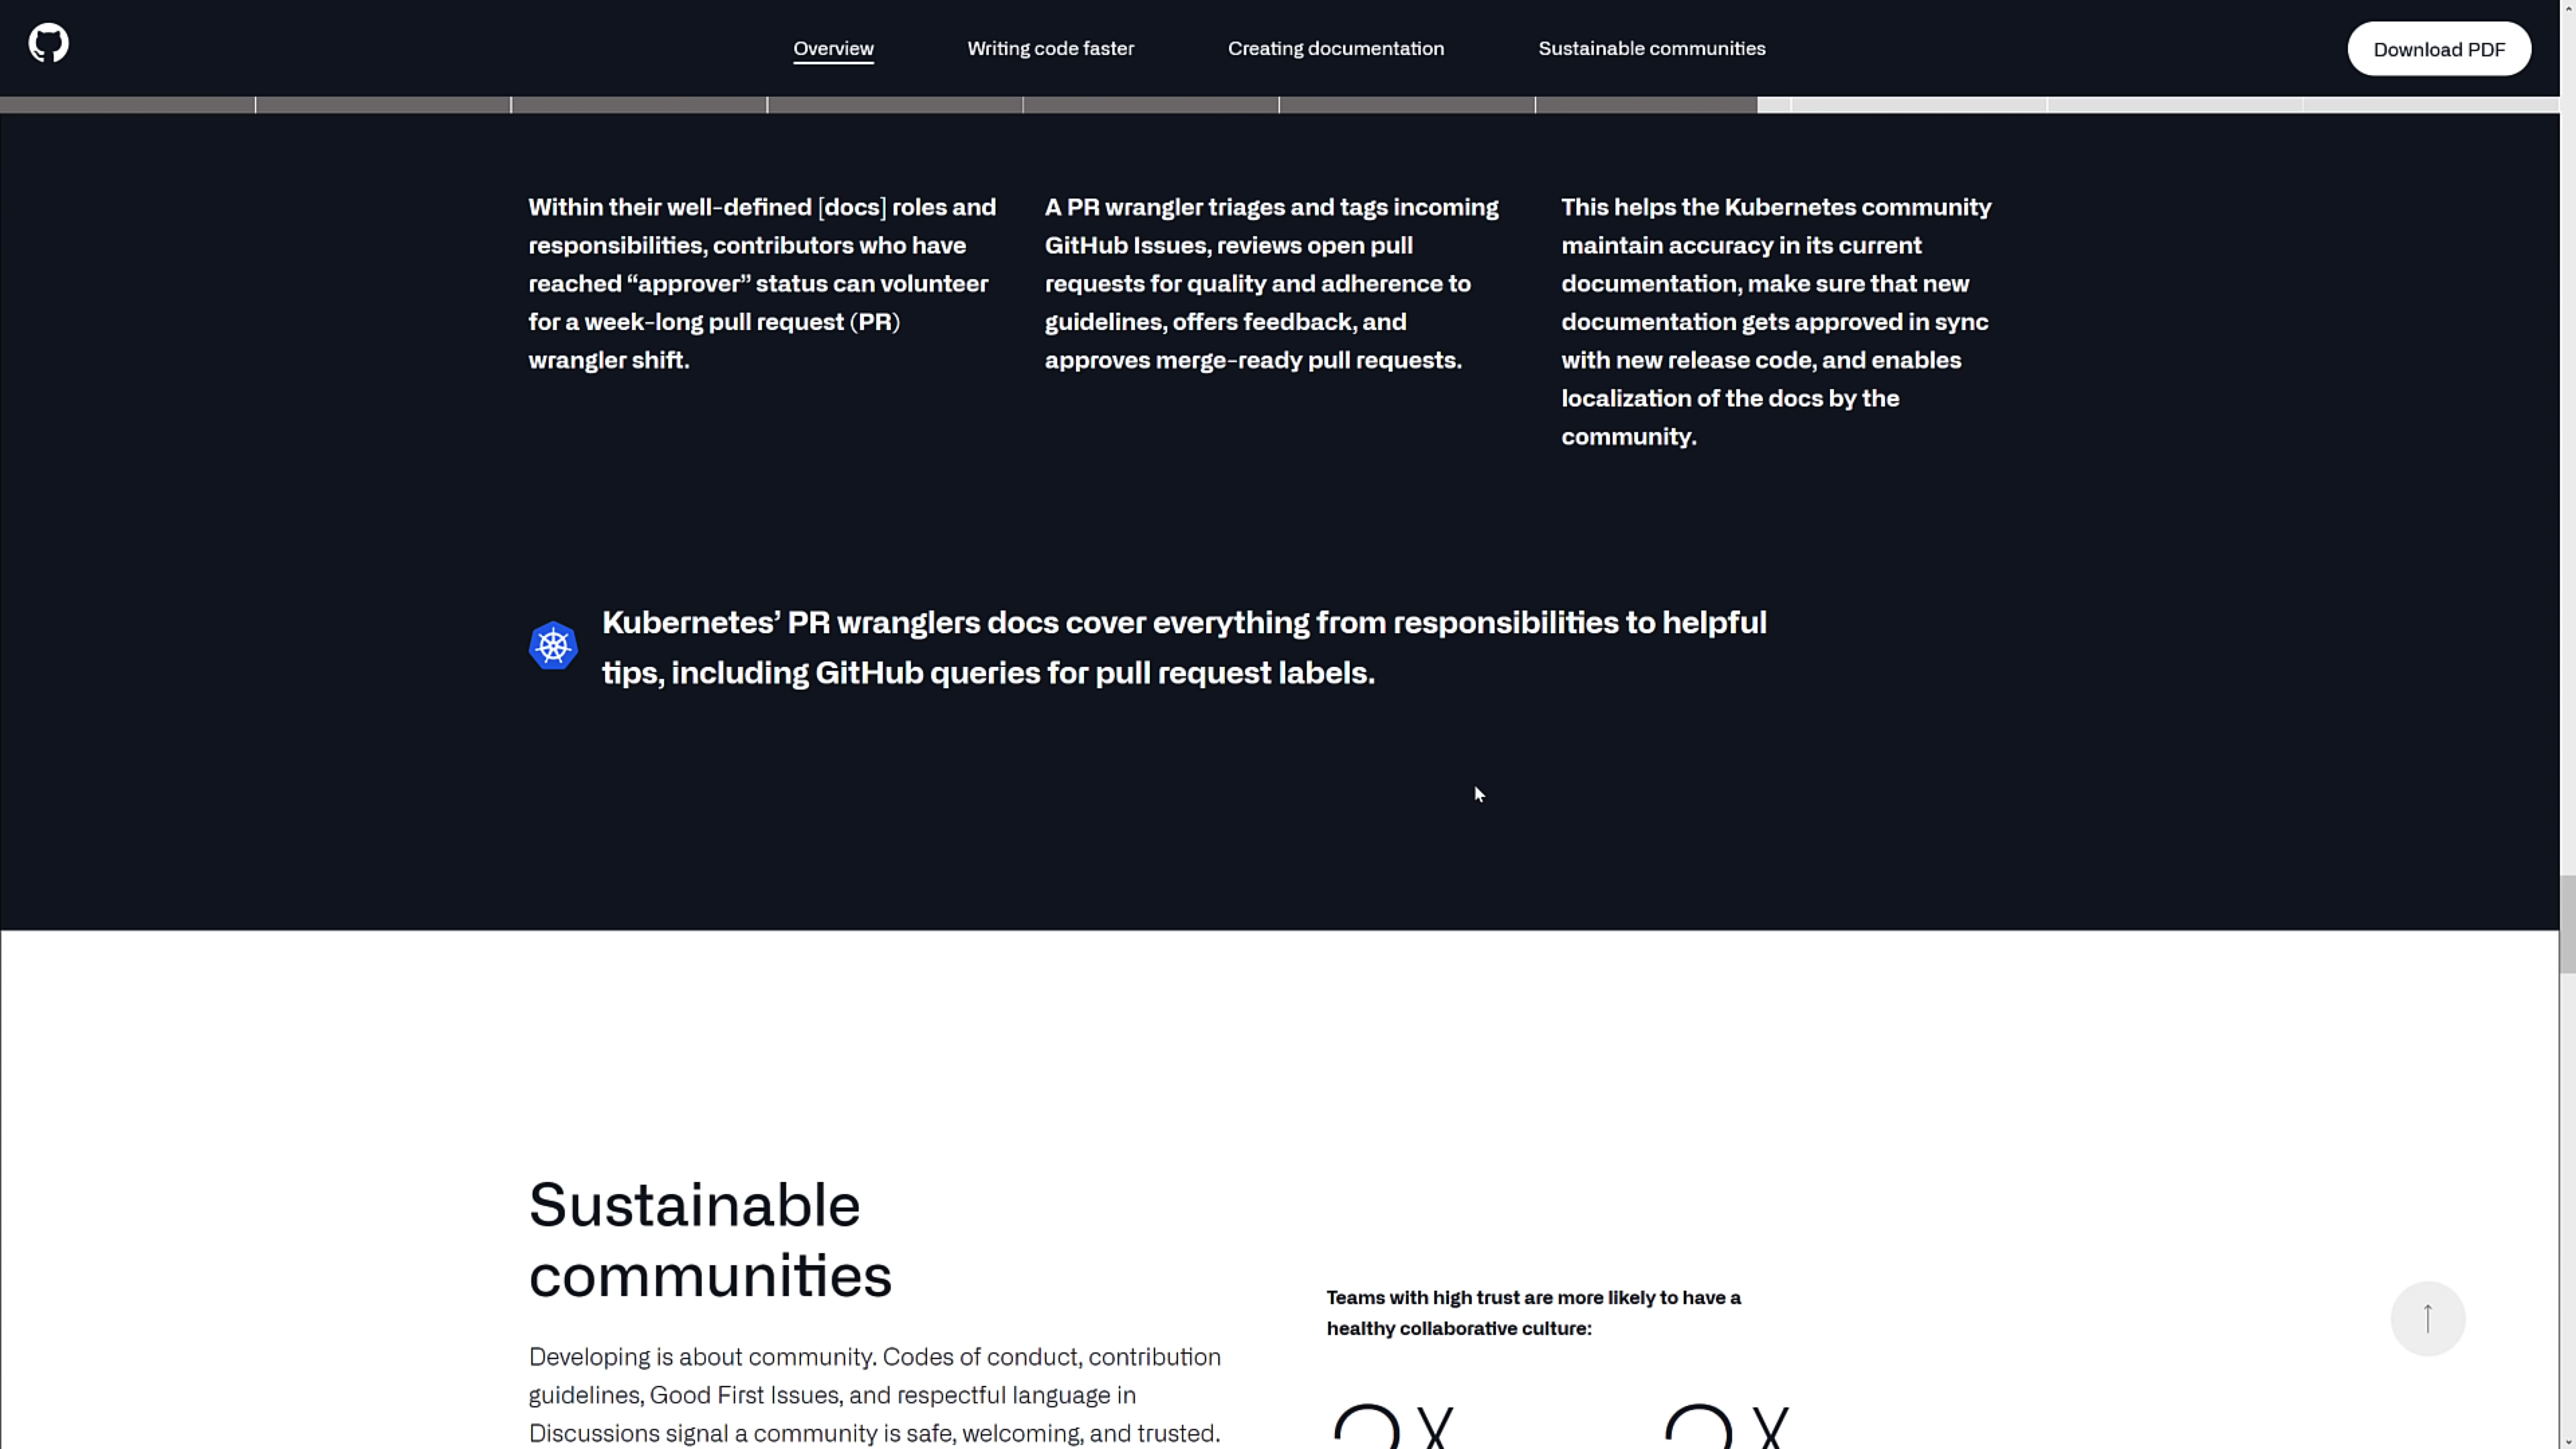 Overview
Writing code faster
Creating documentation
Sustainable communities
Download PDF
Within their well-defined [docs] roles and
responsibilities, contributors who have
reached “approver” status can volunteer
for a week-long pull request (PR)
wrangler shift.
A PR wrangler triages and tags incoming
GitHub Issues, reviews open pull
requests for quality and adherence to
guidelines, offers feedback, and
approves merge-ready pull requests.
This helps the Kubernetes community
maintain accuracy in its current
documentation, make sure that new
documentation gets approved in sync
with new release code, and enables
localization of the docs by the
community.
Kubernetes’ PR wranglers docs cover everything from responsibilities to helpful
tips, including GitHub queries for pull request labels.
Sustainable
communities
Developing is about community. Codes of conduct, contribution
guidelines, Good First Issues, and respectful language in
Discussions signal a community is safe, welcoming, and trusted.
Teams with high trust are more likely to have a
healthy collaborative culture: